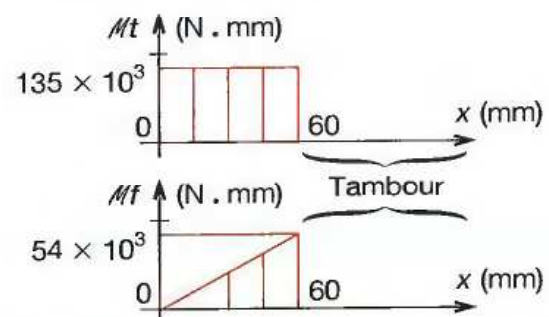 Mt (N . mm)
135 × 10³
0
60
x (mm)
Tambour
Mf (N . mm)
54 × 10³
0
60
x (mm)